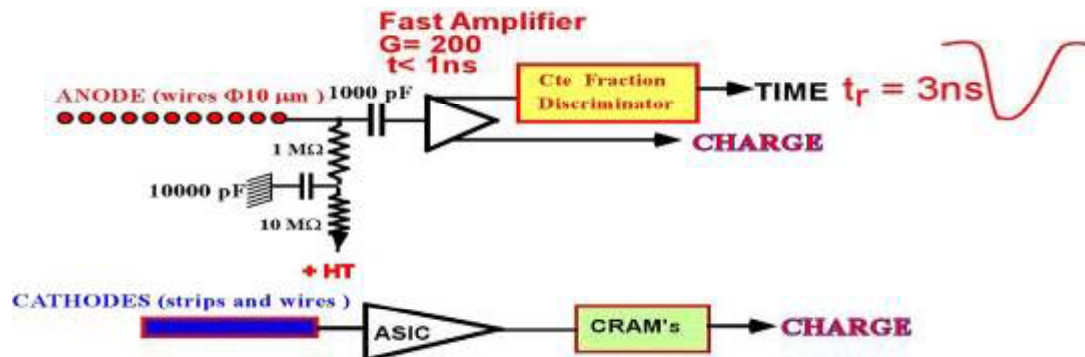 Fast Amplifier
G= 200
t< 1ns
ANODE (wires Φ10 µm )
1000 pF
Cte Fraction
Discriminator
TIME
tr = 3ns
CHARGE
1 MΩ
10000 pF
10 MΩ
+ HT
CATHODES (strips and wires )
ASIC
CRAM's
CHARGE